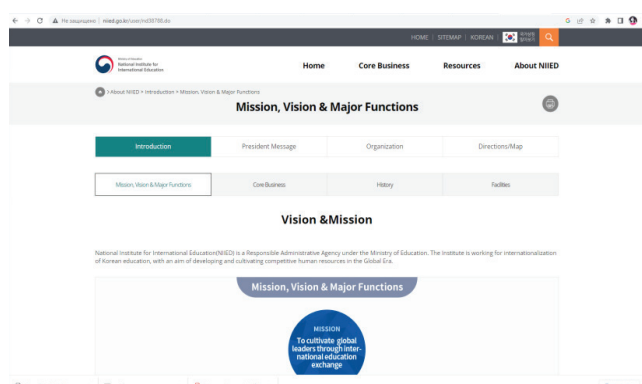 Не защищено | niied.go.kr/user/nd38788.do
HOME | SITEMAP | KOREAN |
National Institute for
International Education
Home Core Business Resources About NIIED
> About NIIED > Introduction > Mission, Vision & Major Functions
Mission, Vision & Major Functions
Introduction President Message Organization Directions/Map
Mission, Vision & Major Functions Core Business History Facilities
Vision &Mission
National Institute for International Education(NIIED) is a Responsible Administrative Agency under the Ministry of Education. The Institute is working for internationalization
of Korean education, with an aim of developing and cultivating competitive human resources in the Global Era.
Mission, Vision & Major Functions
MISSION
To cultivate global
leaders through inter-
national education
exchange